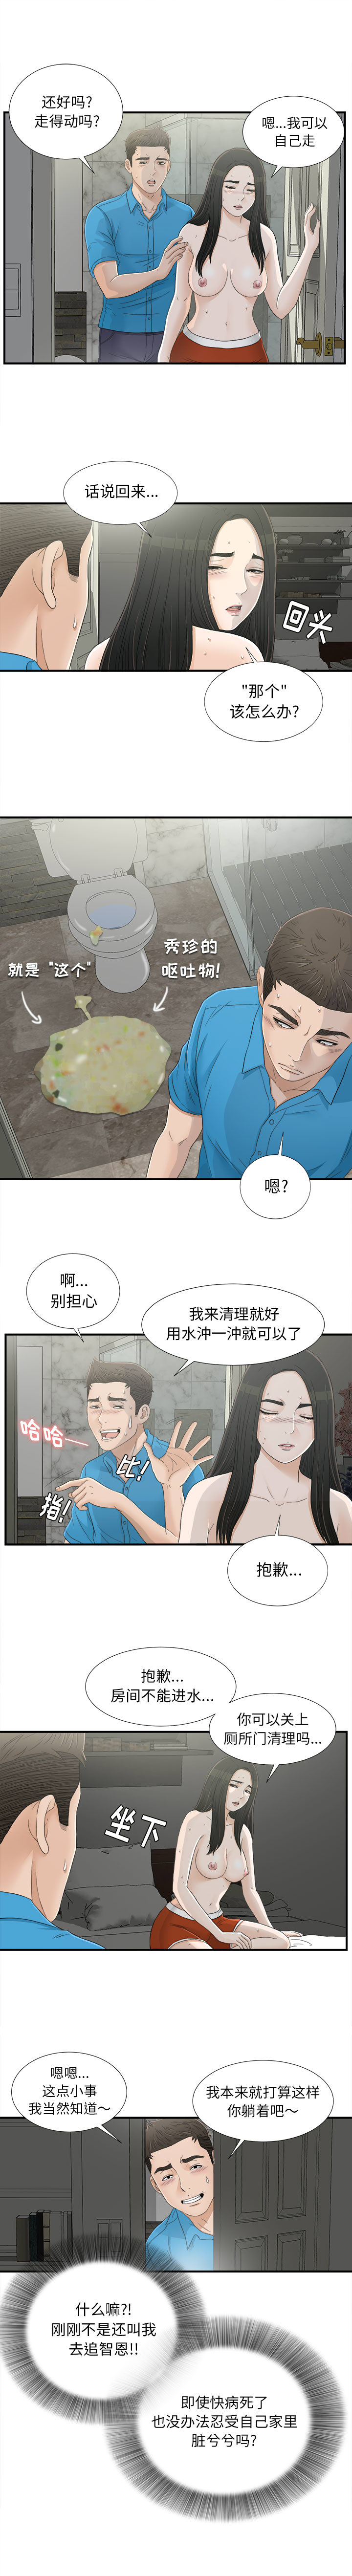 还好吗?
走得动吗?
嗯...我可以
自己走
话说回来...
回头
"那个"
该怎么办?
就是"这个"
秀珍的
呕吐物!
嗯?
啊...
别担心
我来清理就好
用水沖一沖就可以了
哈哈—
比!
指!
抱歉...
抱歉...
房间不能进水...
你可以关上
厕所门清理吗...
坐下
嗯嗯...
这点小事
我当然知道～
我本来就打算这样
你躺着吧～
什么嘛?!
刚刚不是还叫我
去追智恩!!
即使快病死了
也没办法忍受自己家里
脏兮兮吗?